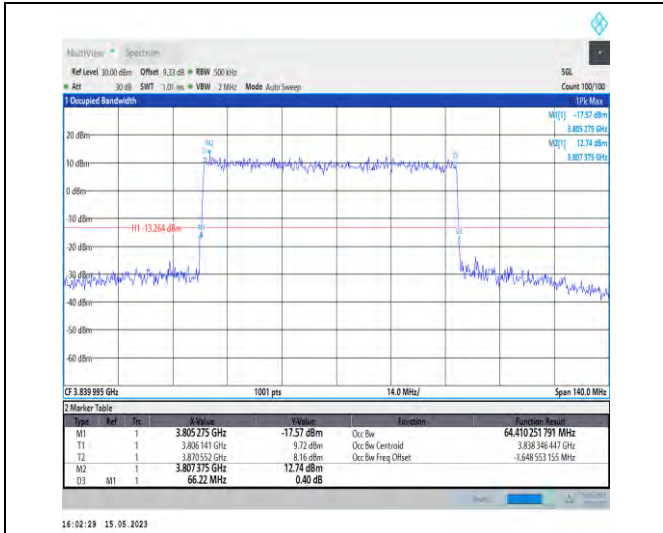 MultiView Spectrum
Ref Level 30.00 dBm Offset 9.33 dB RBW 500 kHz SGL
Att 30 dB SWT 1.01 ms VBW 2 MHz Mode Auto Sweep Count 100/100
1 Occupied Bandwidth 1Pk Max
M1[1] -17.57 dBm
3.805 275 GHz
M2[1] 12.74 dBm
3.807 375 GHz
20 dBm
M2
10 dBm
0 dBm
-10 dBm
H1 -13.264 dBm
M1
D3
-20 dBm
-30 dBm
-40 dBm
-50 dBm
-60 dBm
CF 3.839 995 GHz 1001 pts 14.0 MHz/ Span 140.0 MHz
2 Marker Table
Type Ref Trc X-Value Y-Value Function Function Result
M1 1 3.805 275 GHz -17.57 dBm Occ Bw 64.410 251 791 MHz
T1 1 3.806 141 GHz 9.72 dBm Occ Bw Centroid 3.838 346 447 GHz
T2 1 3.870 552 GHz 8.16 dBm Occ Bw Freq Offset -1.648 553 155 MHz
M2 1 3.807 375 GHz 12.74 dBm
D3 M1 1 66.22 MHz 0.40 dB
16:02:29 15.05.2023